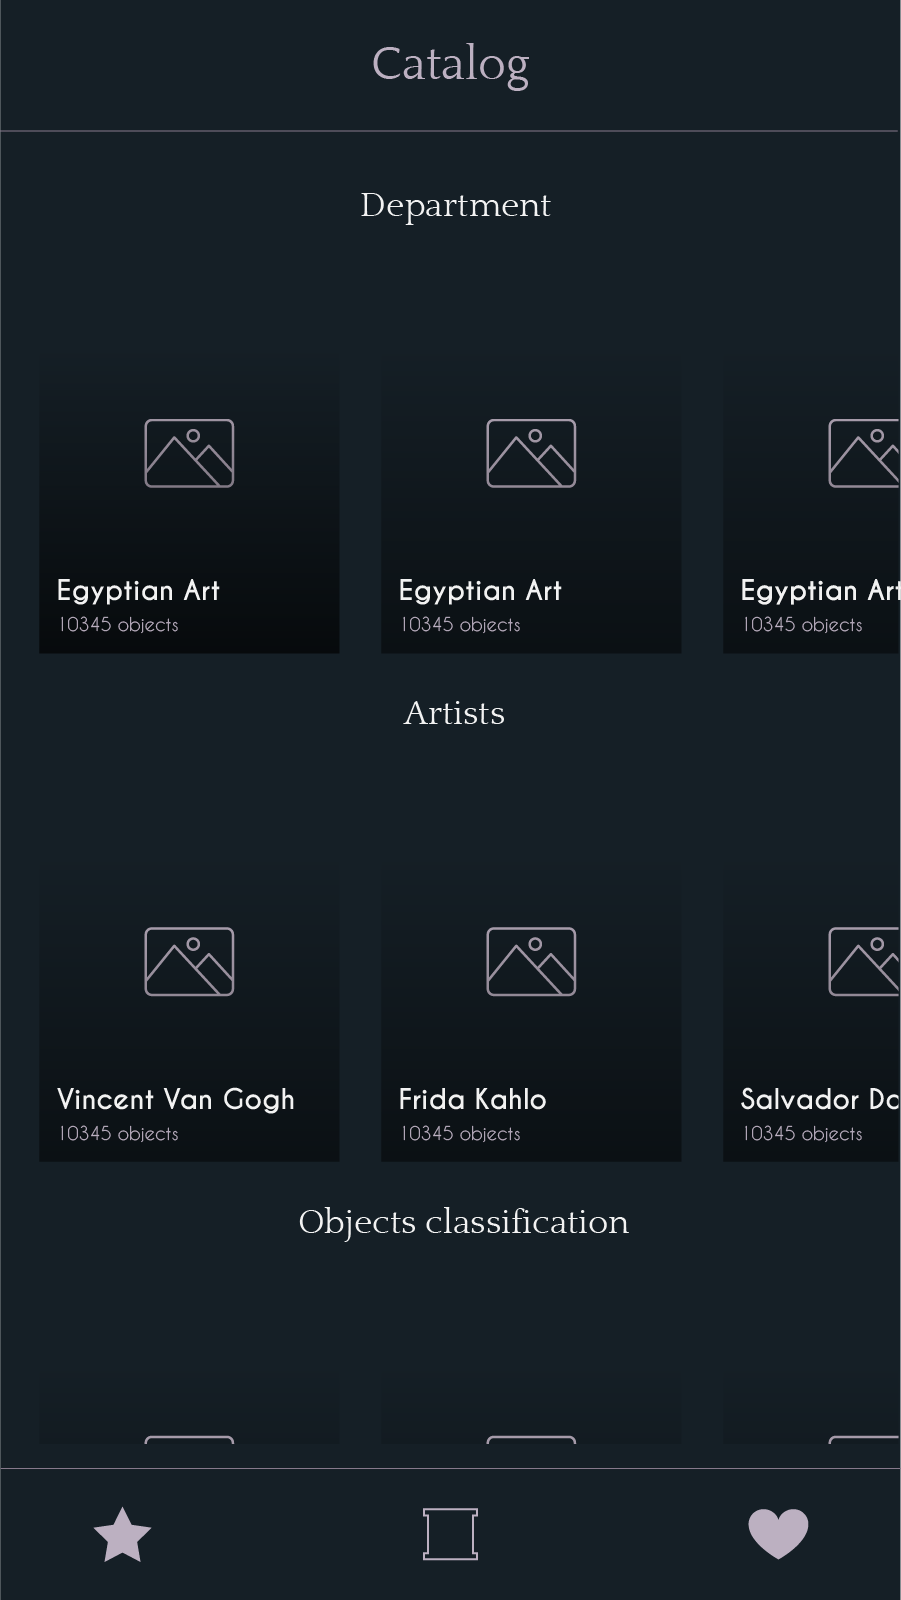 Catalog
Department
Egyptian Art
10345 objects
Egyptian Art
10345 objects
Egyptian Art
10345 objects
Artists
Vincent Van Gogh
10345 objects
Frida Kahlo
10345 objects
Salvador
10345 objects
Objects classification